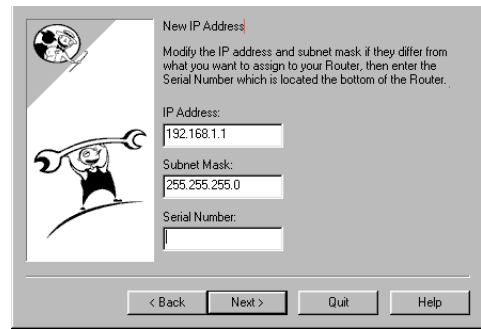 New IP Address
Modify the IP address and subnet mask if they differ from
what you want to assign to your Router, then enter the
Serial Number which is located the bottom of the Router.
IP Address:
192.168.1.1
Subnet Mask:
255.255.255.0
Serial Number:
< Back Next > Quit Help